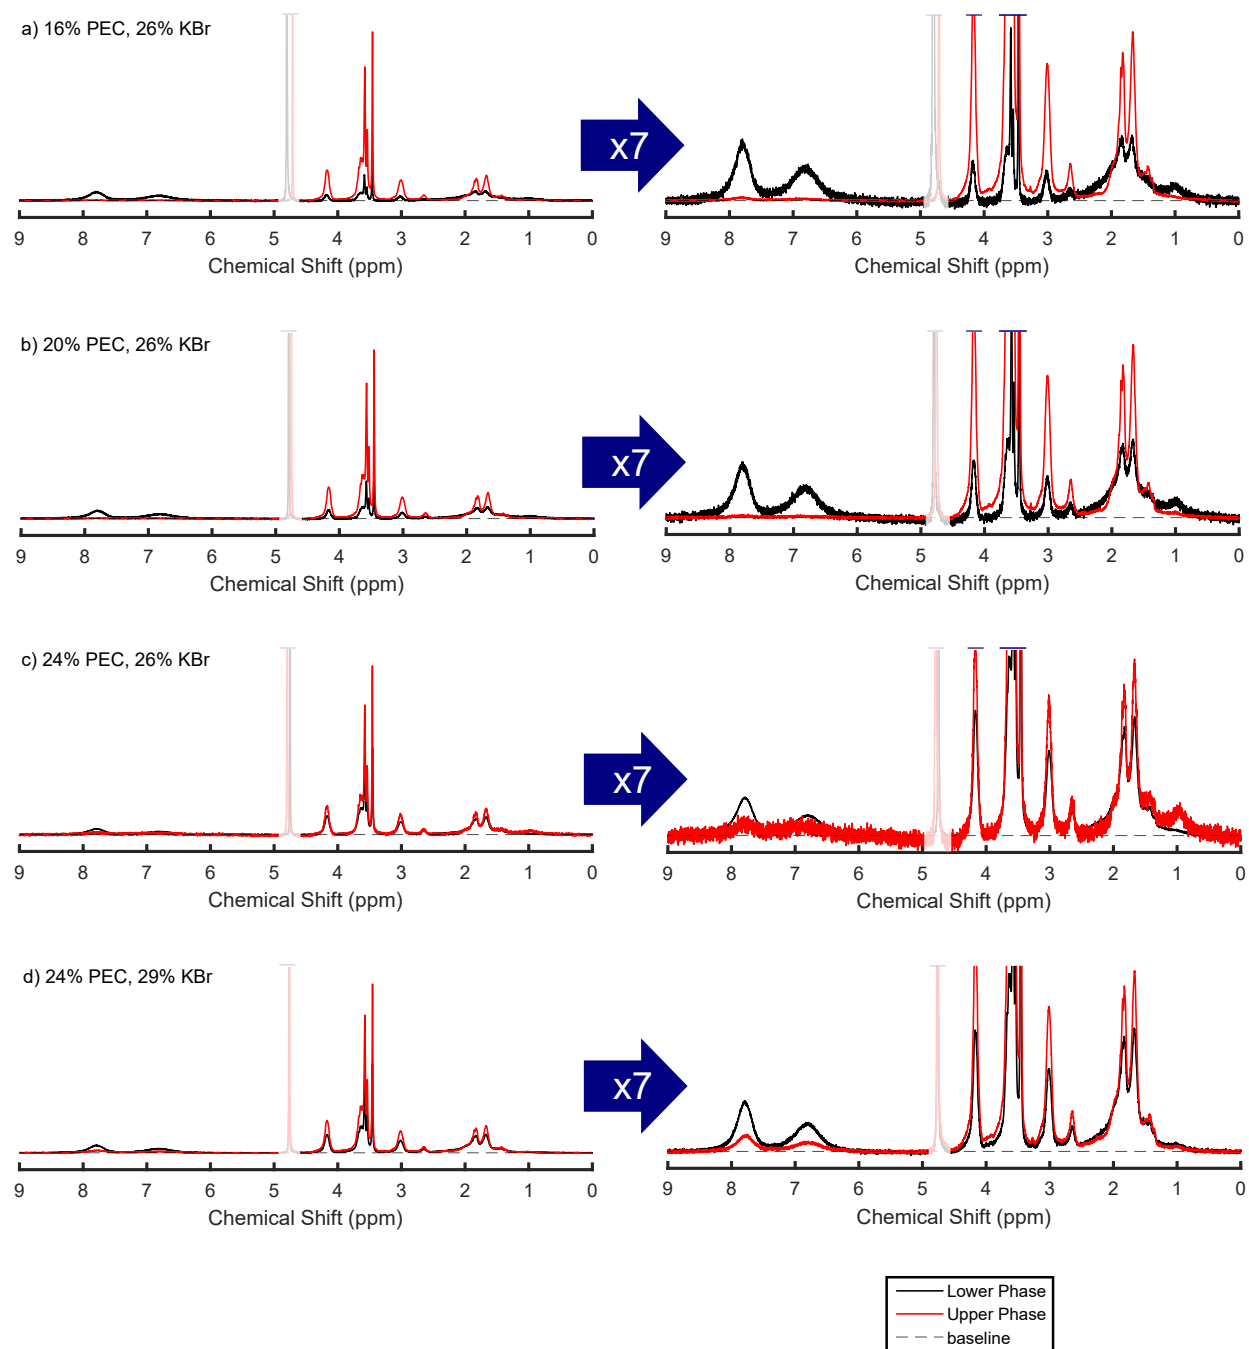 a) 16% PEC, 26% KBr
x7
9 8 7 6 5 4 3 2 1 0
9 8 7 6 5 4 3 2 1 0
Chemical Shift (ppm)
Chemical Shift (ppm)
b) 20% PEC, 26% KBr
x7
9 8 7 6 5 4 3 2 1 0
9 8 7 6 5 4 3 2 1 0
Chemical Shift (ppm)
Chemical Shift (ppm)
c) 24% PEC, 26% KBr
x7
9 8 7 6 5 4 3 2 1 0
9 8 7 6 5 4 3 2 1 0
Chemical Shift (ppm)
Chemical Shift (ppm)
d) 24% PEC, 29% KBr
x7
9 8 7 6 5 4 3 2 1 0
9 8 7 6 5 4 3 2 1 0
Chemical Shift (ppm)
Chemical Shift (ppm)
Lower Phase
Upper Phase
baseline